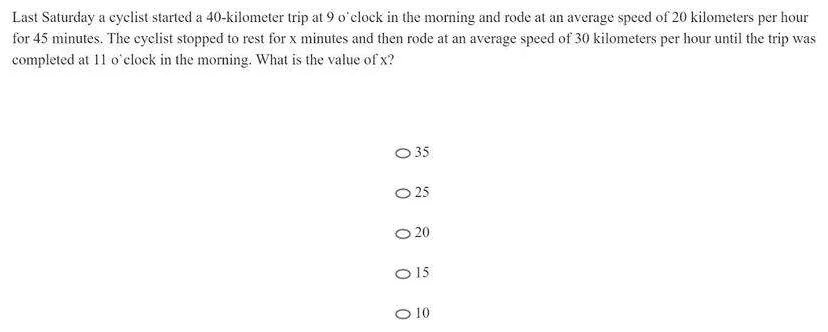 Last Saturday a cyclist started a 40-kilometer trip at 9 o`clock in the morning and rode at an average speed of 20 kilometers per hour
for 45 minutes. The cyclist stopped to rest for x minutes and then rode at an average speed of 30 kilometers per hour until the trip was
completed at 11 o`clock in the morning. What is the value of x?
35
25
20
15
10